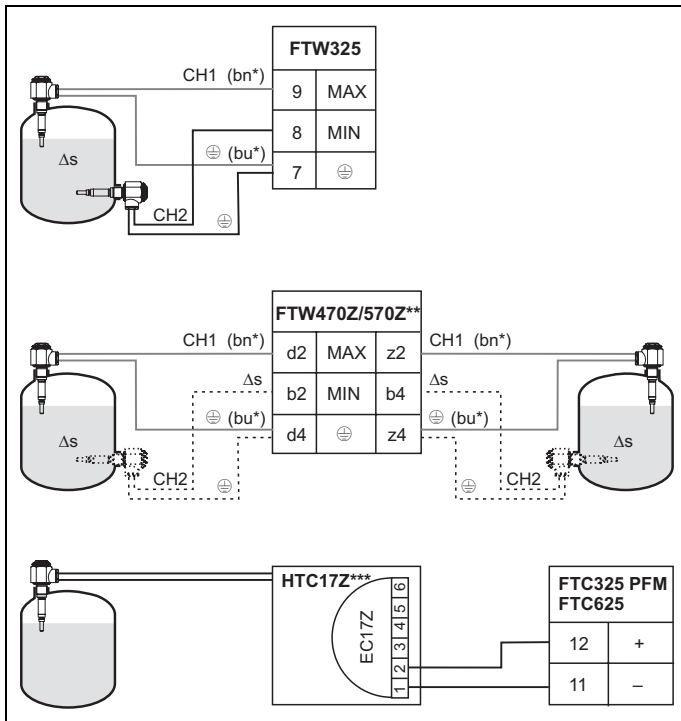 FTW325
CH1 (bn*)
9 MAX
8 MIN
⏚ (bu*)
7 ⏚
Δs
CH2
⏚
FTW470Z/570Z**
CH1 (bn*)
d2 MAX z2
CH1 (bn*)
Δs
b2 MIN b4
Δs
⏚ (bu*)
d4 ⏚ z4
⏚ (bu*)
Δs
Δs
CH2
CH2
⏚
⏚
HTC17Z***
EC17Z
6
5
4
3
2
1
FTC325 PFM
FTC625
12 +
11 –